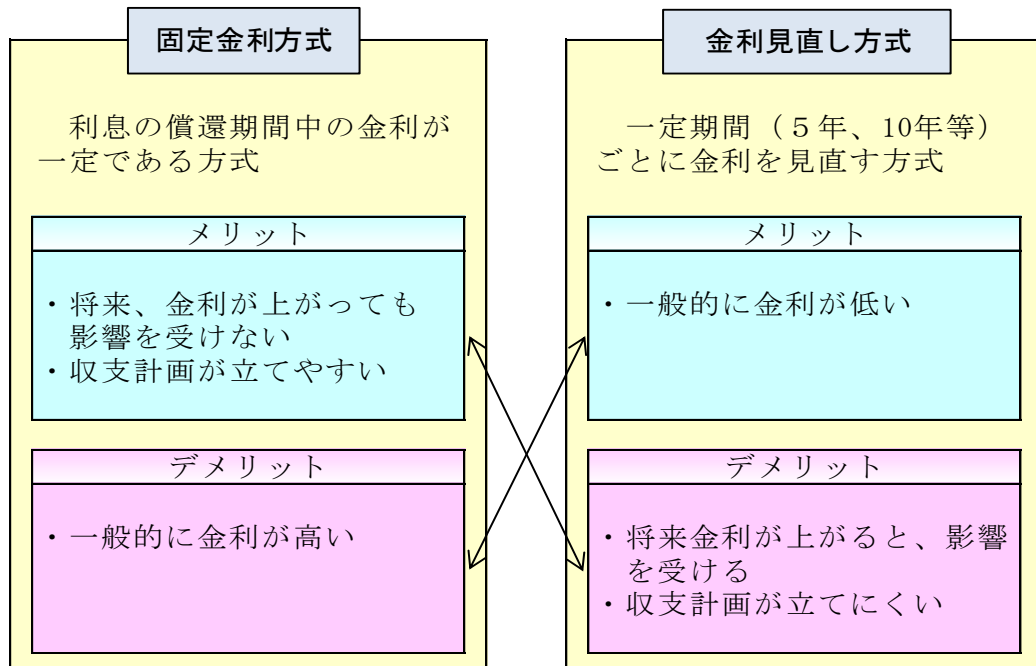 固定金利方式
利息の償還期間中の金利が
一定である方式
メリット
・将来、金利が上がっても
影響を受けない
・収支計画が立てやすい
デメリット
・一般的に金利が高い
金利見直し方式
一定期間（５年、10年等）
ごとに金利を見直す方式
メリット
・一般的に金利が低い
デメリット
・将来金利が上がると、影響
を受ける
・収支計画が立てにくい